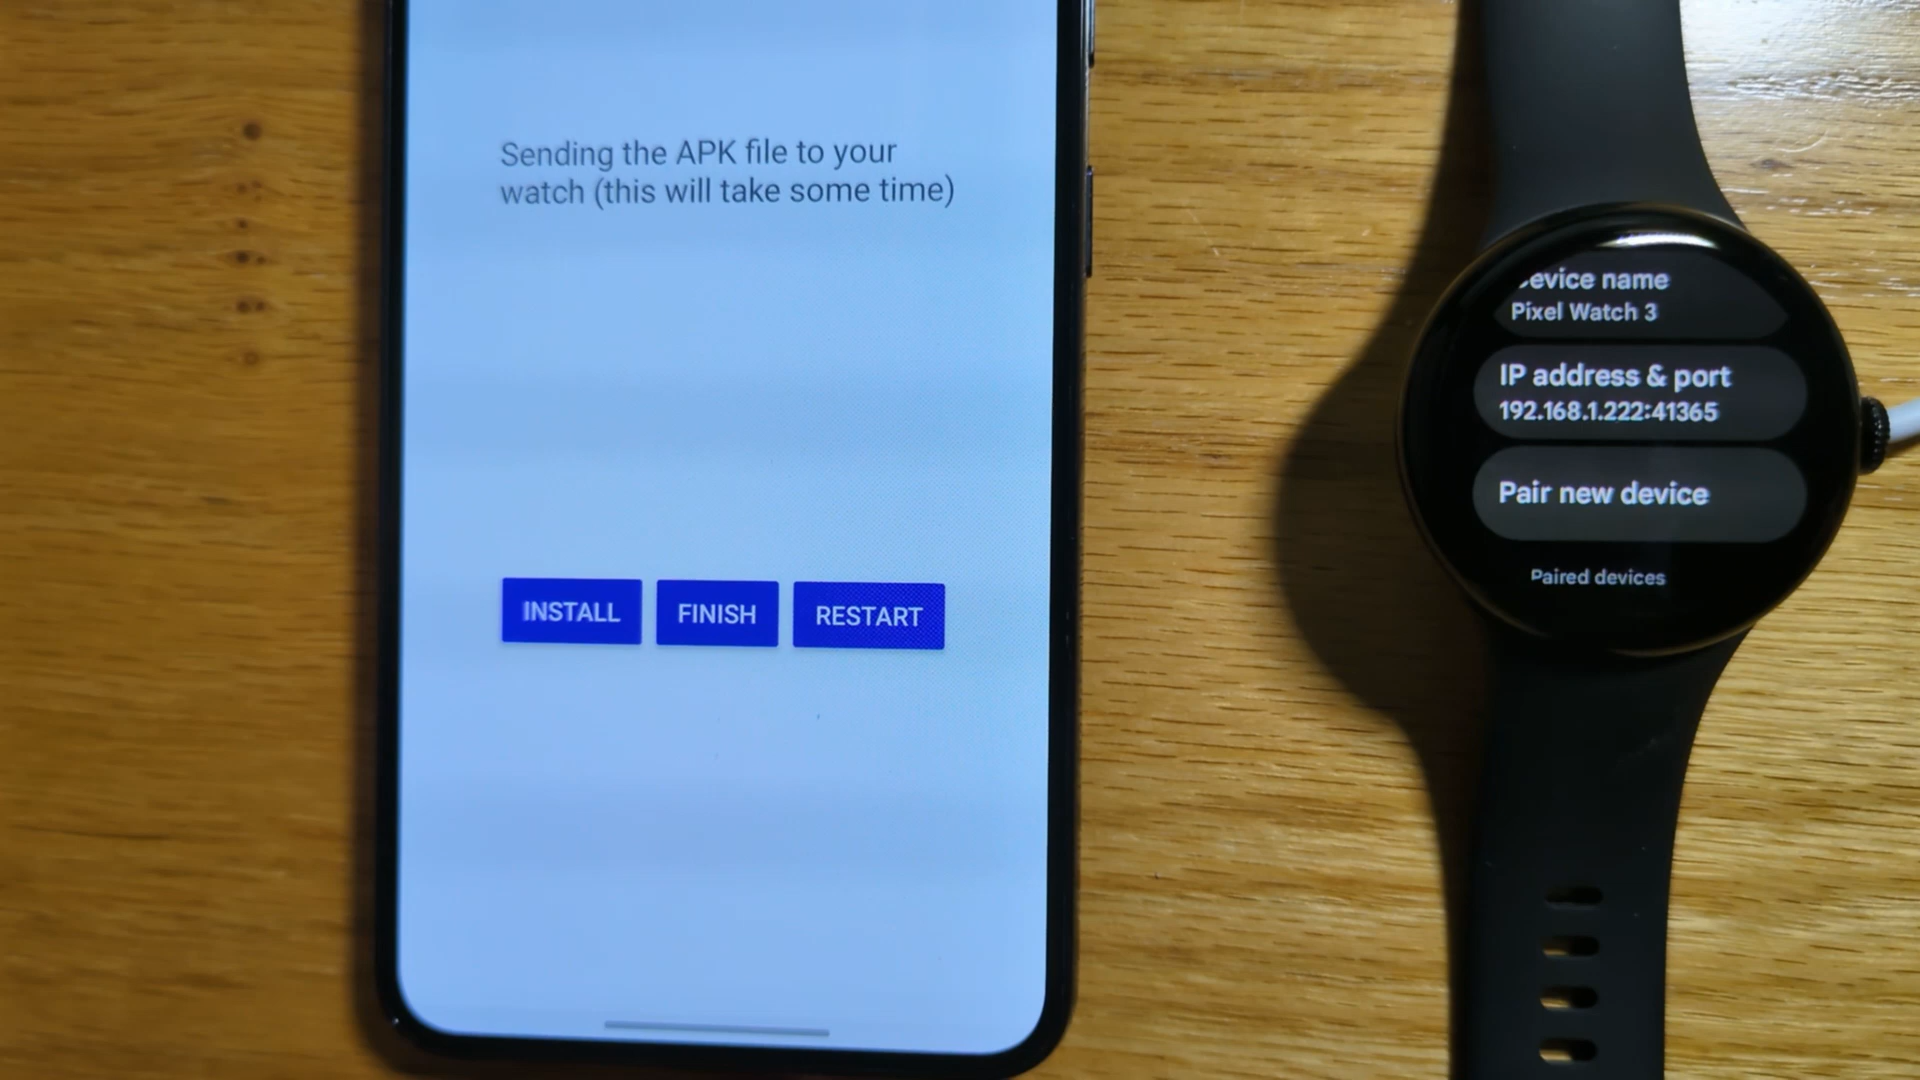 Sending the APK file to your
watch (this will take some time)
INSTALL
FINISH
RESTART
evice name
Pixel Watch 3
IP address & port
192.168.1.222:41365
Pair new device
Paired devices